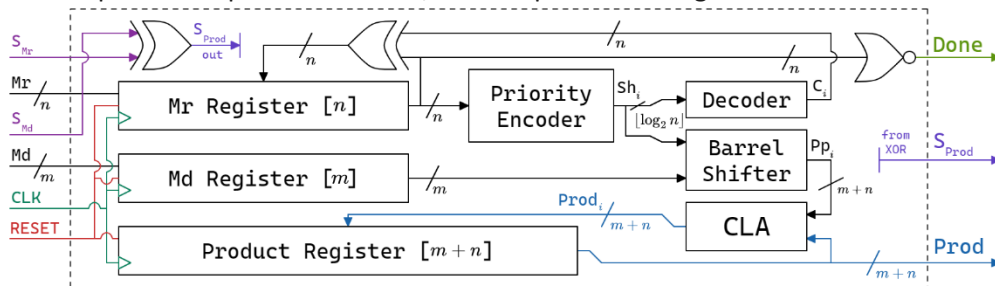 S_Mr
S_Prod
out
n
n
n
Done
Mr
n
Mr Register [n]
n
Priority
Encoder
Sh_i
⌊log₂ n⌋
Decoder
C_i
S_Md
Md
m
Md Register [m]
m
Barrel
Shifter
Pp_i
m+n
from
XOR
S_Prod
CLK
RESET
Prod_i
m+n
CLA
Product Register [m+n]
Prod
m+n